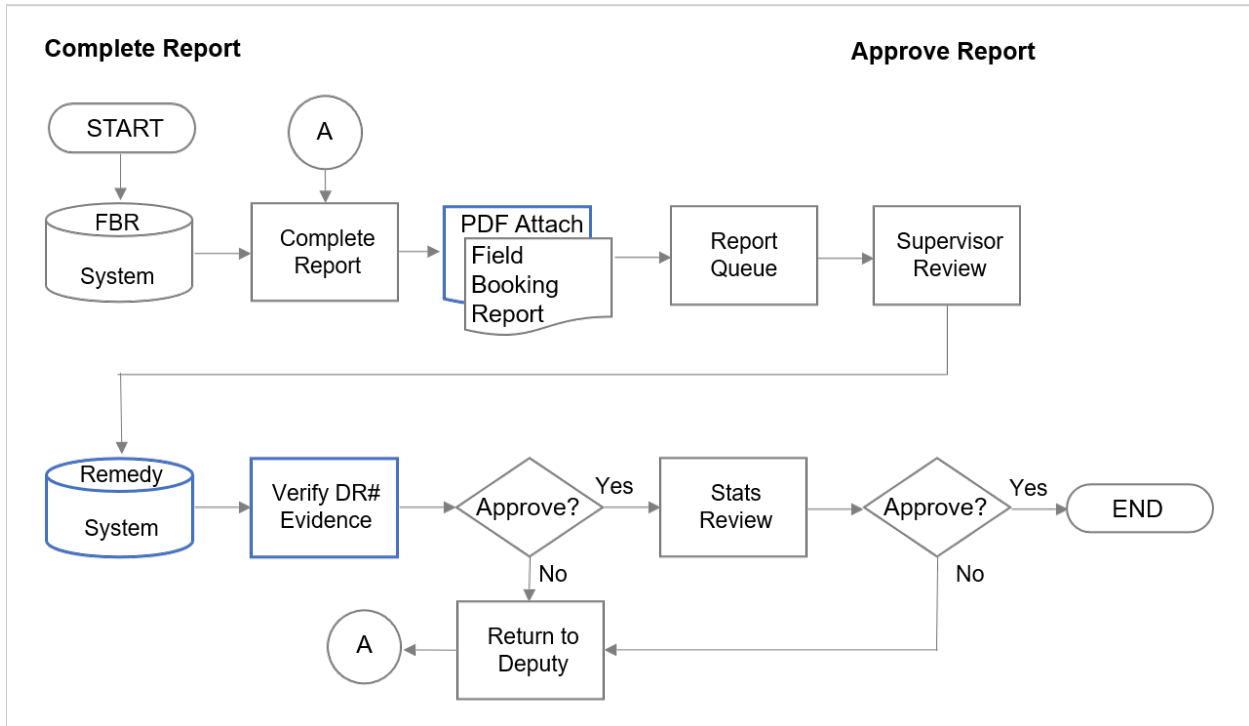 Complete Report
Approve Report
START
A
FBR
System
Complete
Report
PDF Attach
Field
Booking
Report
Report
Queue
Supervisor
Review
Remedy
System
Verify DR#
Evidence
Approve?
Yes
No
Stats
Review
Approve?
Yes
No
END
Return to
Deputy
A